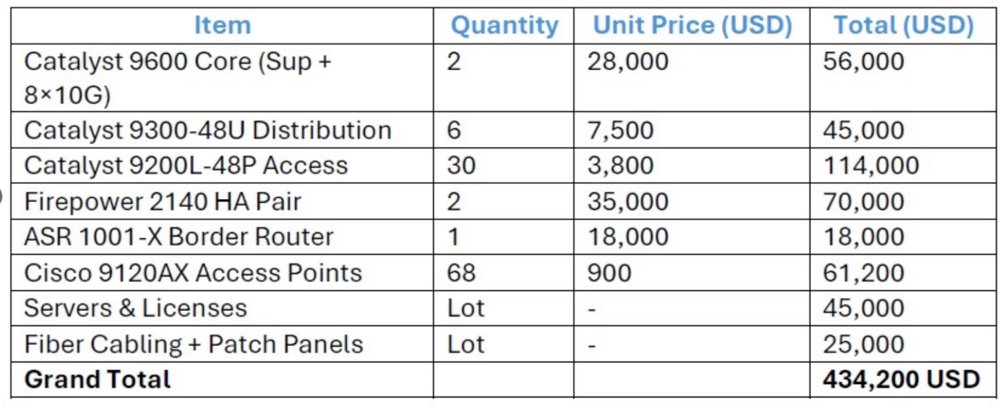 Item Quantity Unit Price (USD) Total (USD)
Catalyst 9600 Core (Sup + 2 28,000 56,000
8×10G)
Catalyst 9300-48U Distribution 6 7,500 45,000
Catalyst 9200L-48P Access 30 3,800 114,000
Firepower 2140 HA Pair 2 35,000 70,000
ASR 1001-X Border Router 1 18,000 18,000
Cisco 9120AX Access Points 68 900 61,200
Servers & Licenses Lot - 45,000
Fiber Cabling + Patch Panels Lot - 25,000
Grand Total 434,200 USD